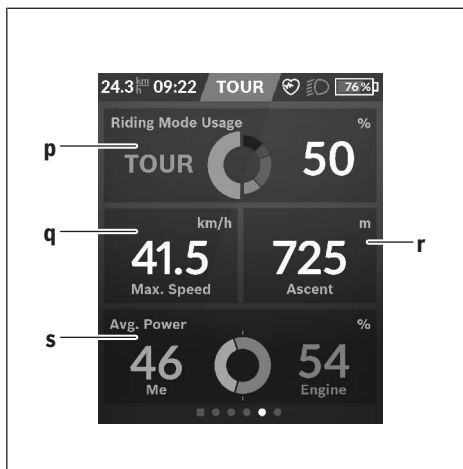 24.3 km/h 09:22 TOUR 76%
Riding Mode Usage %
p
TOUR 50
q
km/h m
41.5 725
r
Max. Speed Ascent
Avg. Power %
s
46 54
Me Engine